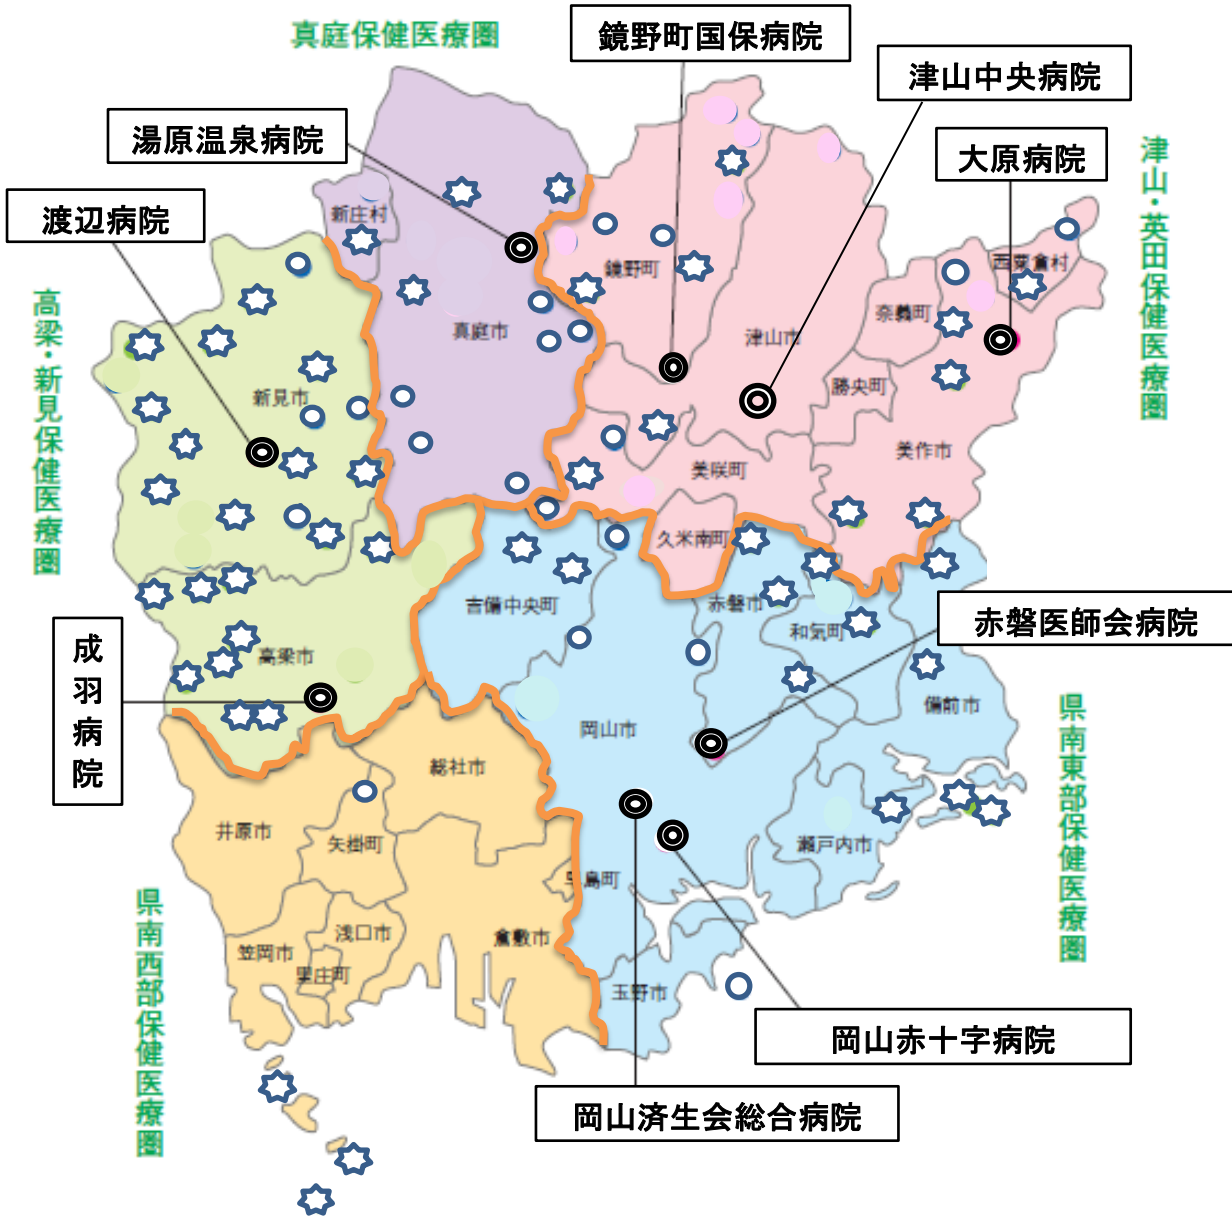 真庭保健医療圏
鏡野町国保病院
津山中央病院
湯原温泉病院
大原病院
渡辺病院
津山・英田保健医療圏
新庄村
鏡野町
西粟倉村
奈義町
高梁・新見保健医療圏
真庭市
津山市
勝央町
新見市
美作市
美咲町
久米南町
吉備中央町
赤磐市
和気町
赤磐医師会病院
成羽病院
高梁市
備前市
岡山市
県南東部保健医療圏
総社市
井原市
矢掛町
瀬戸内市
早島町
県南西部保健医療圏
浅口市
倉敷市
笠岡市
里庄町
玉野市
岡山赤十字病院
岡山済生会総合病院